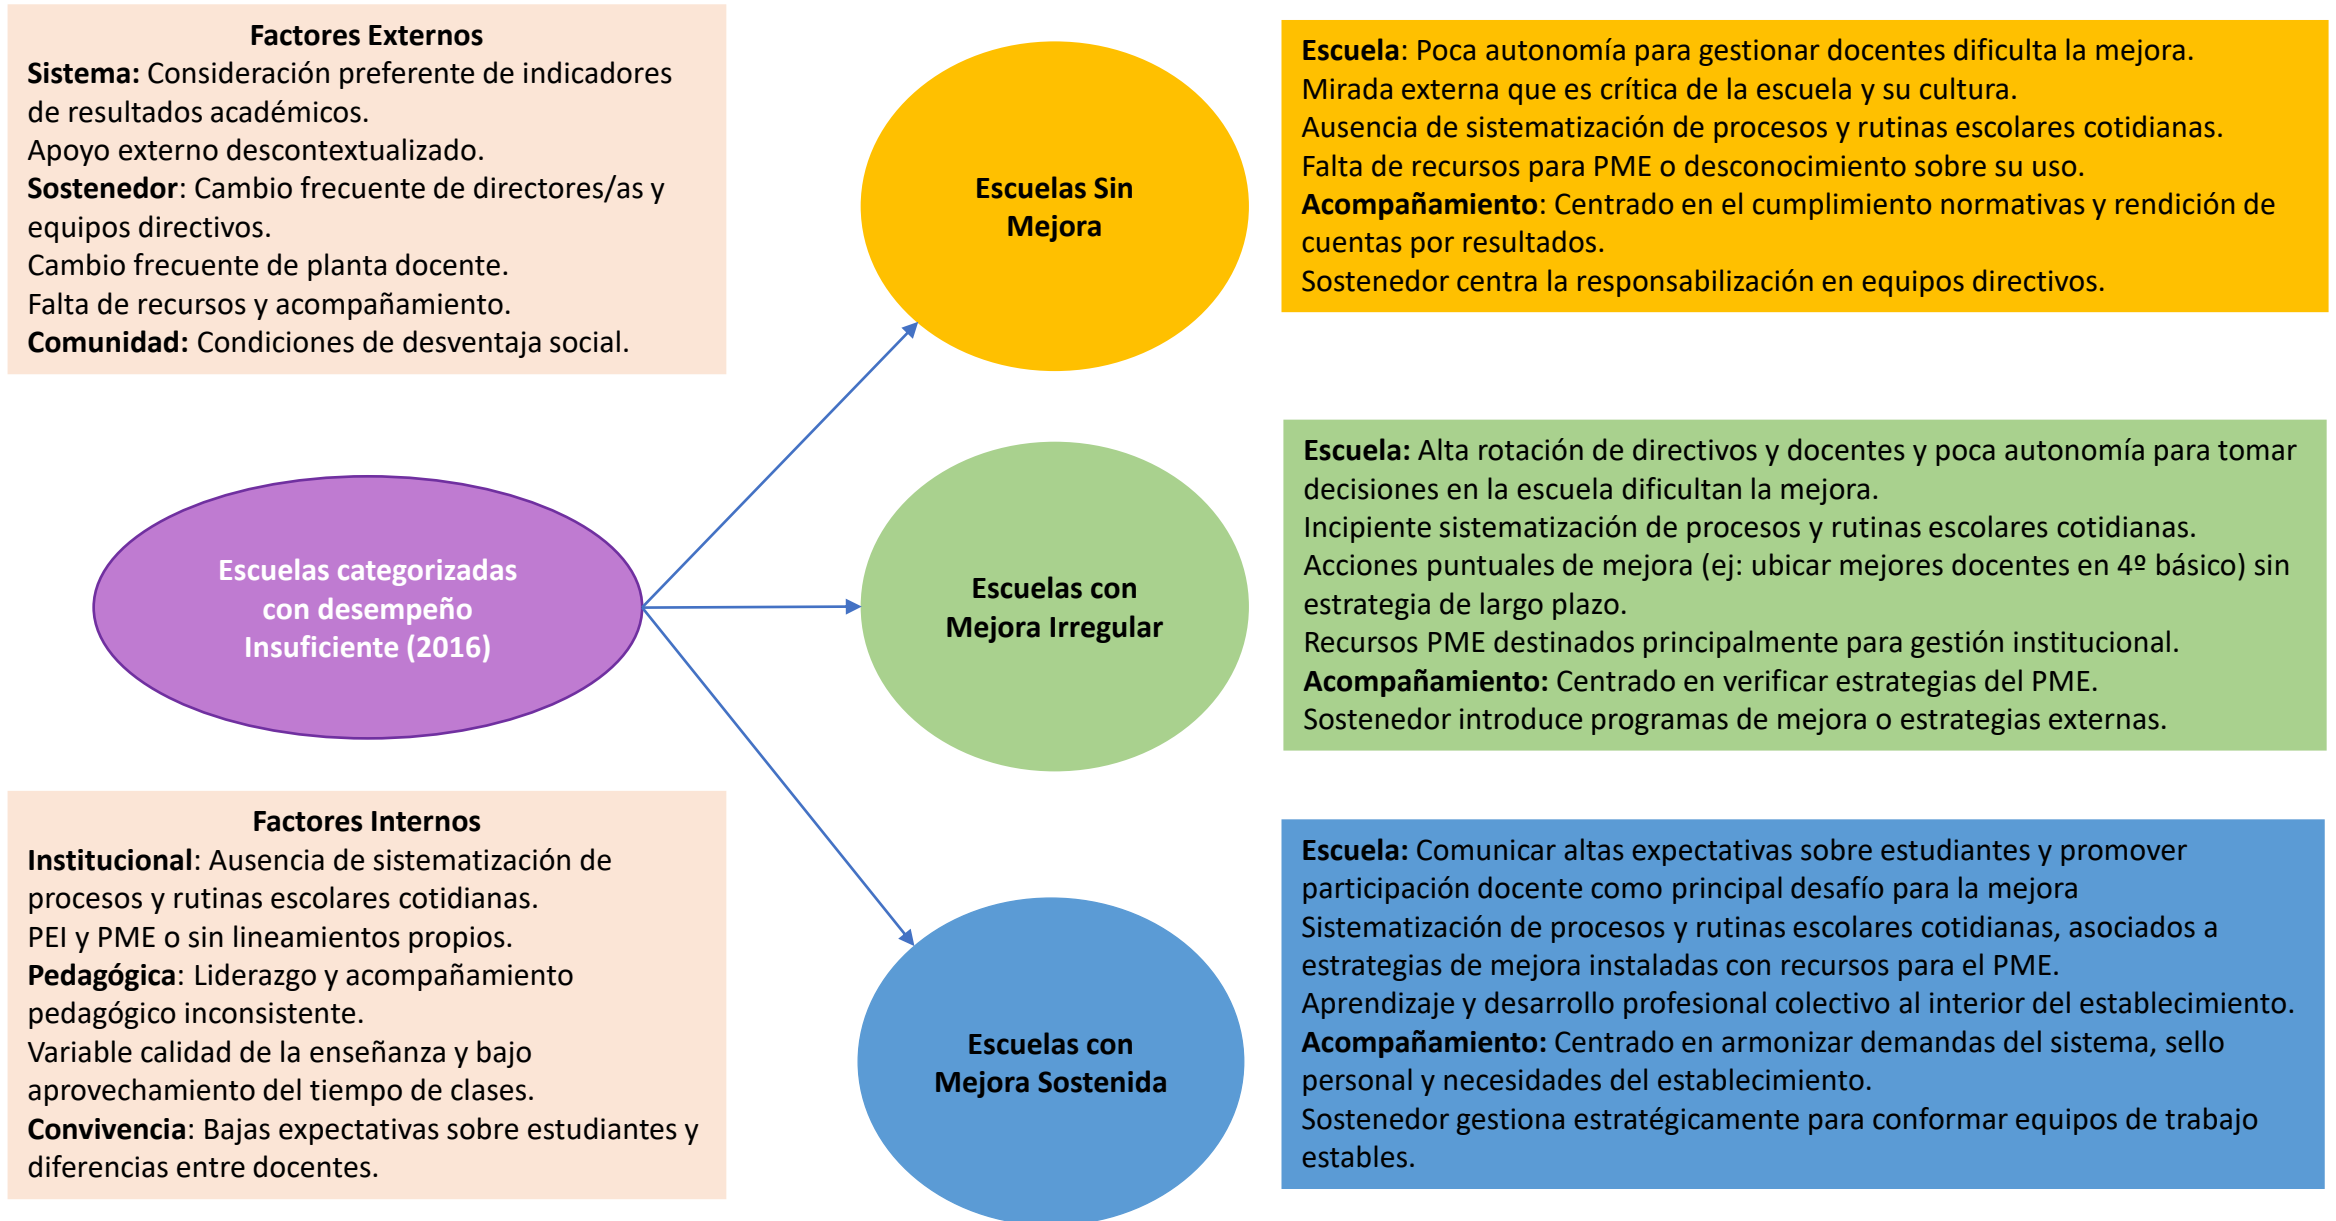 Factores Externos
Sistema: Consideración preferente de indicadores
de resultados académicos.
Apoyo externo descontextualizado.
Sostenedor: Cambio frecuente de directores/as y
equipos directivos.
Cambio frecuente de planta docente.
Falta de recursos y acompañamiento.
Comunidad: Condiciones de desventaja social.
Escuelas categorizadas
con desempeño
Insuficiente (2016)
Factores Internos
Institucional: Ausencia de sistematización de
procesos y rutinas escolares cotidianas.
PEI y PME o sin lineamientos propios.
Pedagógica: Liderazgo y acompañamiento
pedagógico inconsistente.
Variable calidad de la enseñanza y bajo
aprovechamiento del tiempo de clases.
Convivencia: Bajas expectativas sobre estudiantes y
diferencias entre docentes.
Escuelas Sin
Mejora
Escuela: Poca autonomía para gestionar docentes dificulta la mejora.
Mirada externa que es crítica de la escuela y su cultura.
Ausencia de sistematización de procesos y rutinas escolares cotidianas.
Falta de recursos para PME o desconocimiento sobre su uso.
Acompañamiento: Centrado en el cumplimiento normativas y rendición de
cuentas por resultados.
Sostenedor centra la responsabilización en equipos directivos.
Escuelas con
Mejora Irregular
Escuela: Alta rotación de directivos y docentes y poca autonomía para tomar
decisiones en la escuela dificultan la mejora.
Incipiente sistematización de procesos y rutinas escolares cotidianas.
Acciones puntuales de mejora (ej: ubicar mejores docentes en 4º básico) sin
estrategia de largo plazo.
Recursos PME destinados principalmente para gestión institucional.
Acompañamiento: Centrado en verificar estrategias del PME.
Sostenedor introduce programas de mejora o estrategias externas.
Escuelas con
Mejora Sostenida
Escuela: Comunicar altas expectativas sobre estudiantes y promover
participación docente como principal desafío para la mejora
Sistematización de procesos y rutinas escolares cotidianas, asociados a
estrategias de mejora instaladas con recursos para el PME.
Aprendizaje y desarrollo profesional colectivo al interior del establecimiento.
Acompañamiento: Centrado en armonizar demandas del sistema, sello
personal y necesidades del establecimiento.
Sostenedor gestiona estratégicamente para conformar equipos de trabajo
estables.